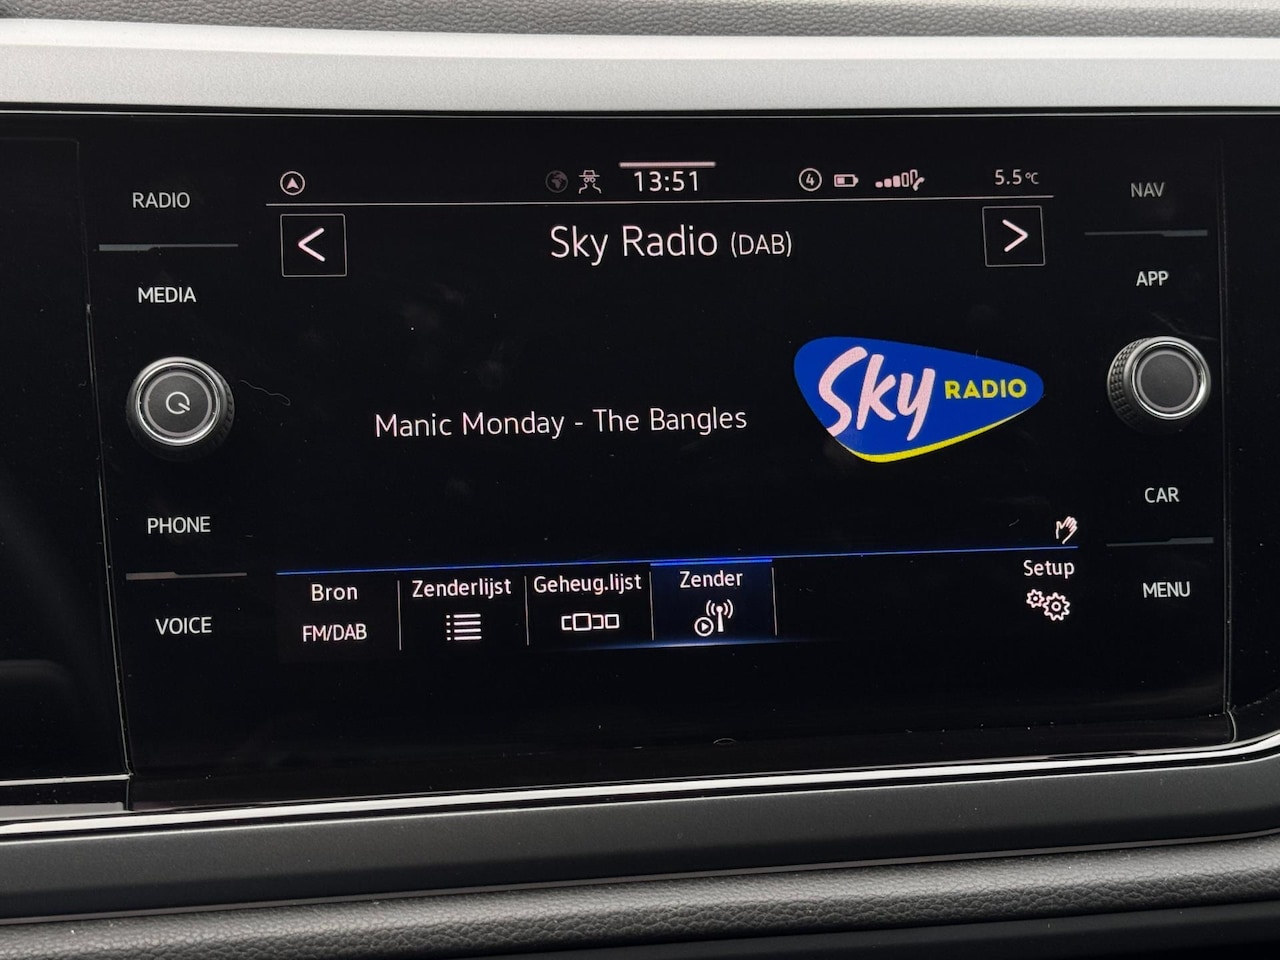 RADIO
MEDIA
PHONE
VOICE
13:51
4
5.5°C
<
Sky Radio (DAB)
>
Manic Monday - The Bangles
Sky RADIO
Bron
FM/DAB
Zenderlijst
Geheug.lijst
Zender
Setup
NAV
APP
CAR
MENU